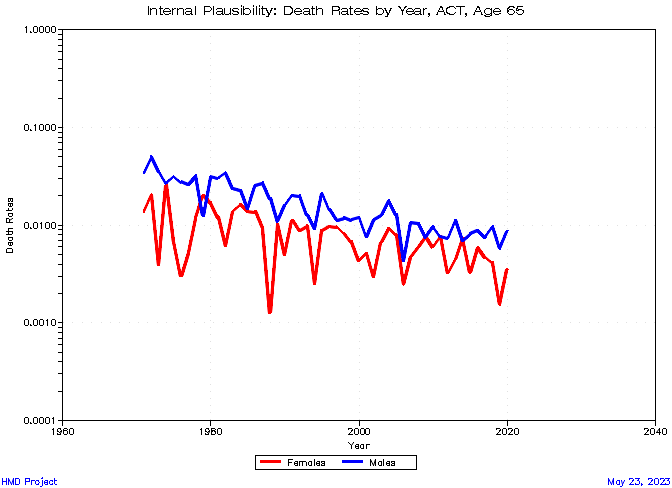 Internal Plausibility: Death Rates by Year, ACT, Age 65
1.0000
0.1000
0.0100
0.0010
0.0001
Death Rates
1960 1980 2000 2020 2040
Year
Females Males
HMD Project May 23, 2023